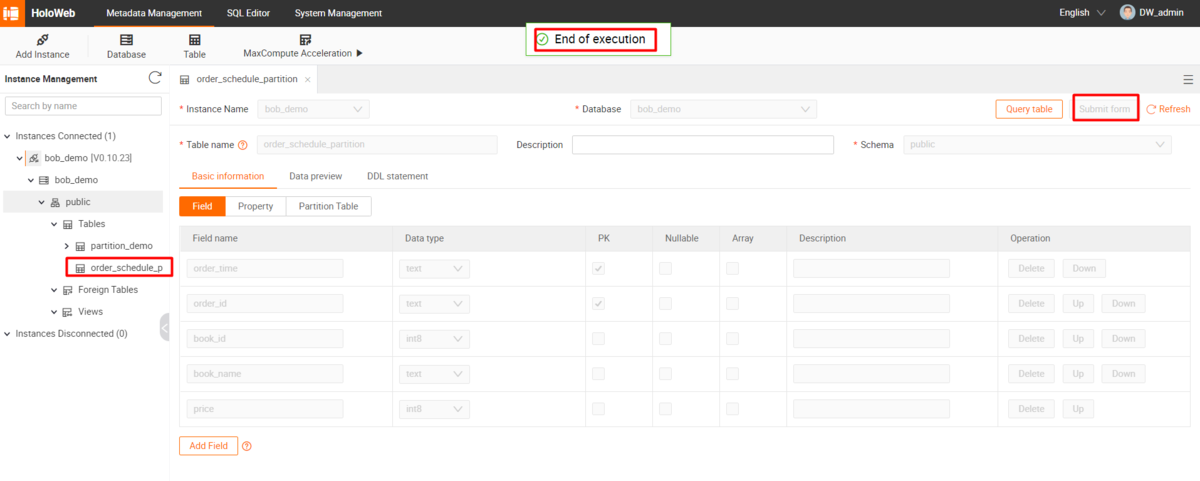 HoloWeb Metadata Management SQL Editor System Management English DW_admin
Add Instance Database Table MaxCompute Acceleration
End of execution
Instance Management
order_schedule_partition
Search by name
* Instance Name bob_demo * Database bob_demo Query table Submit form Refresh
Instances Connected (1)
* Table name order_schedule_partition Description * Schema public
bob_demo [V0.10.23]
bob_demo
Basic information Data preview DDL statement
public
Field Property Partition Table
Tables
Field name Data type PK Nullable Array Description Operation
partition_demo
order_schedule_p
order_time text Delete Down
Foreign Tables
order_id text Delete Up Down
Views
Instances Disconnected (0)
book_id int8 Delete Up Down
book_name text Delete Up Down
price int8 Delete Up
Add Field